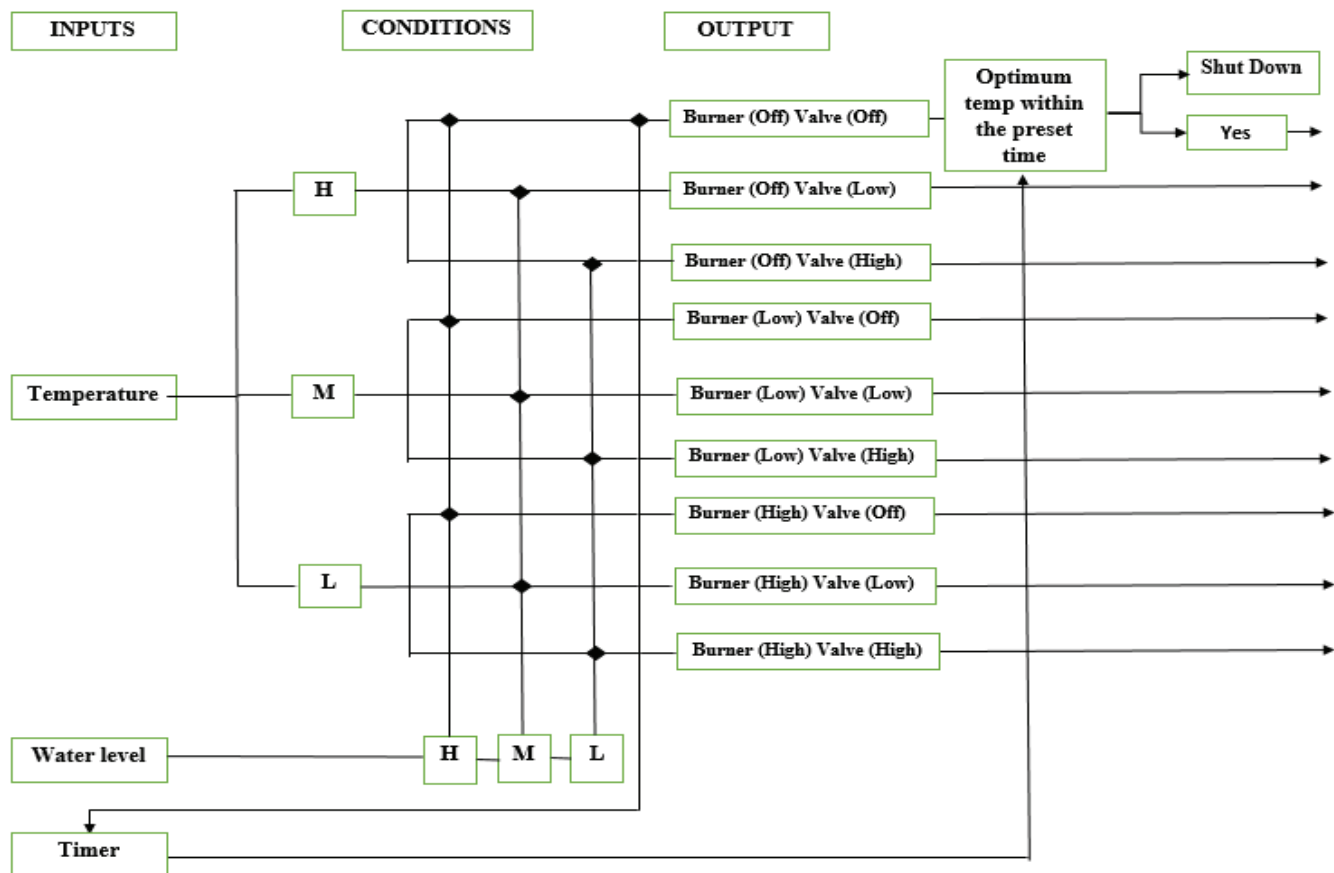 INPUTS
CONDITIONS
OUTPUT
Shut Down
Optimum
temp within
the preset
time
Burner (Off) Valve (Off)
Yes
H
Burner (Off) Valve (Low)
Burner (Off) Valve (High)
Burner (Low) Valve (Off)
Temperature
M
Burner (Low) Valve (Low)
Burner (Low) Valve (High)
Burner (High) Valve (Off)
L
Burner (High) Valve (Low)
Burner (High) Valve (High)
Water level
H
M
L
Timer